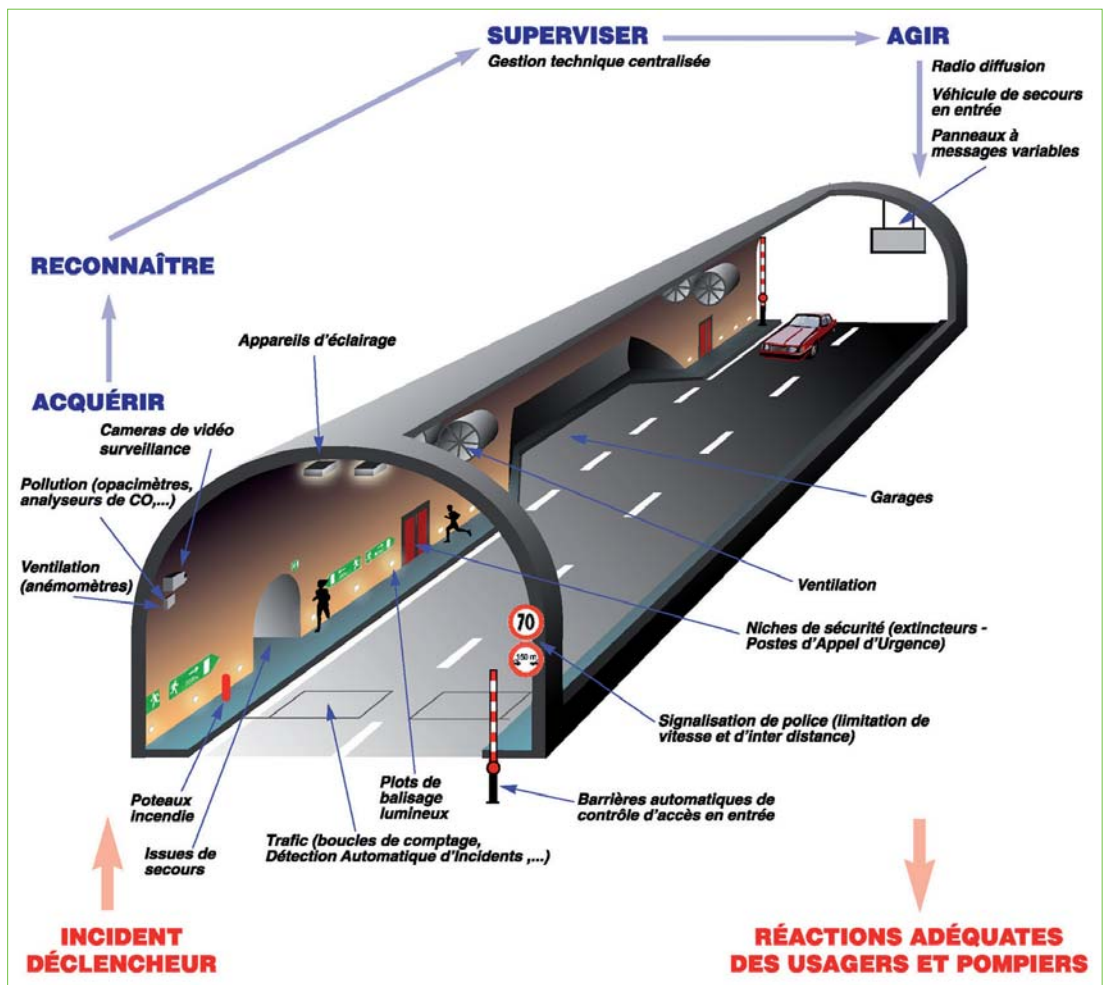 SUPERVISER
Gestion technique centralisée
AGIR
Radio diffusion
Véhicule de secours
en entrée
Panneaux à
messages variables
RECONNAÎTRE
Appareils d'éclairage
ACQUÉRIR
Cameras de vidéo
surveillance
Pollution (opacimètres,
analyseurs de CO,...)
Ventilation
(anémomètres)
Garages
Ventilation
Niches de sécurité (extincteurs -
Postes d'Appel d'Urgence)
70
150 m
Signalisation de police (limitation de
vitesse et d'inter distance)
Barrières automatiques de
contrôle d'accès en entrée
Plots de
balisage
lumineux
Poteaux
incendie
Trafic (boucles de comptage,
Détection Automatique d'Incidents ,...)
Issues de
secours
INCIDENT
DÉCLENCHEUR
RÉACTIONS ADÉQUATES
DES USAGERS ET POMPIERS